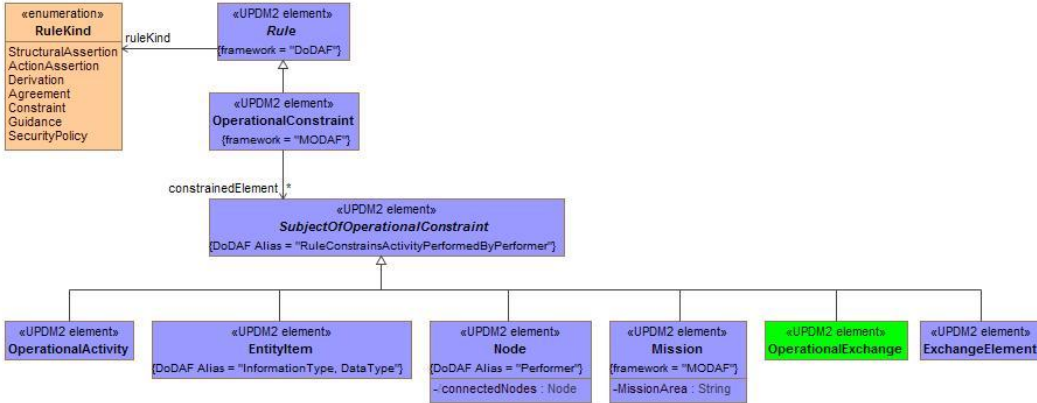 «enumeration»
RuleKind
StructuralAssertion
ActionAssertion
Derivation
Agreement
Constraint
Guidance
SecurityPolicy
ruleKind
«UPDM2 element»
Rule
{framework = "DoDAF"}
«UPDM2 element»
OperationalConstraint
{framework = "MODAF"}
constrainedElement *
«UPDM2 element»
SubjectOfOperationalConstraint
{DoDAF Alias = "RuleConstrainsActivityPerformedByPerformer"}
«UPDM2 element»
OperationalActivity
«UPDM2 element»
EntityItem
{DoDAF Alias = "InformationType, DataType"}
«UPDM2 element»
Node
{DoDAF Alias = "Performer"}
-/connectedNodes : Node
«UPDM2 element»
Mission
{framework = "MODAF"}
-MissionArea : String
«UPDM2 element»
OperationalExchange
«UPDM2 element»
ExchangeElement